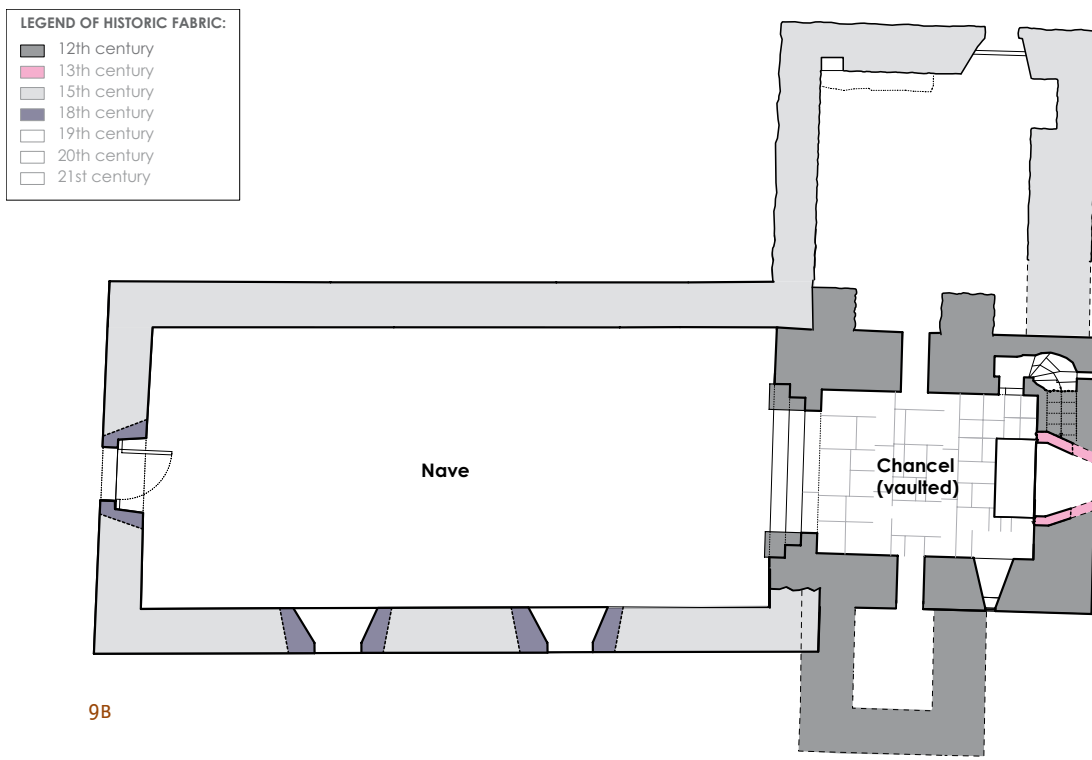 LEGEND OF HISTORIC FABRIC:
12th century
13th century
15th century
18th century
19th century
20th century
21st century
Nave
Chancel
(vaulted)
9B